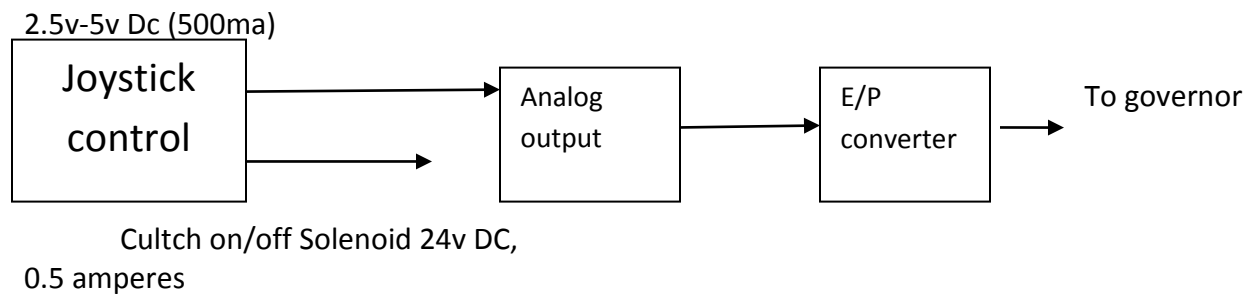 2.5v-5v Dc (500ma)
Joystick
control
Analog
output
E/P
converter
To governor
Cultch on/off Solenoid 24v DC,
0.5 amperes